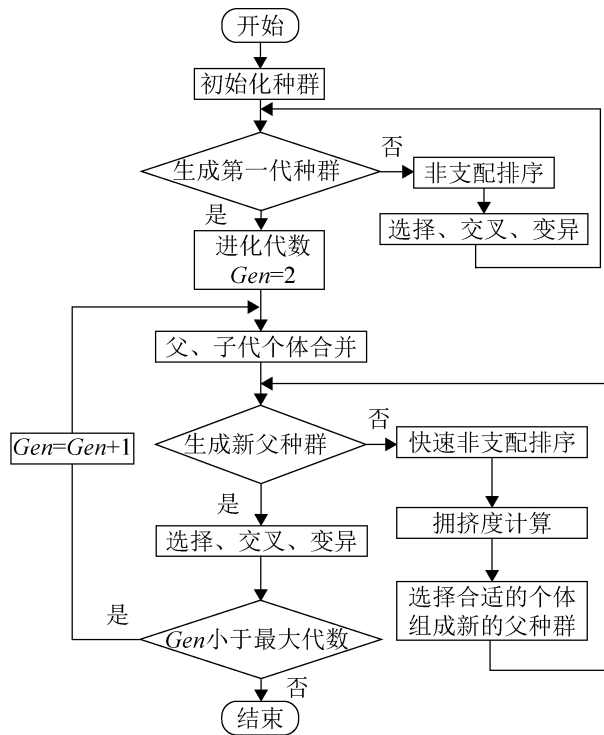 开始
初始化种群
生成第一代种群
否
非支配排序
选择、交叉、变异
是
进化代数
Gen=2
父、子代个体合并
生成新父种群
否
快速非支配排序
拥挤度计算
选择合适的个体
组成新的父种群
是
选择、交叉、变异
Gen小于最大代数
是
Gen=Gen+1
否
结束